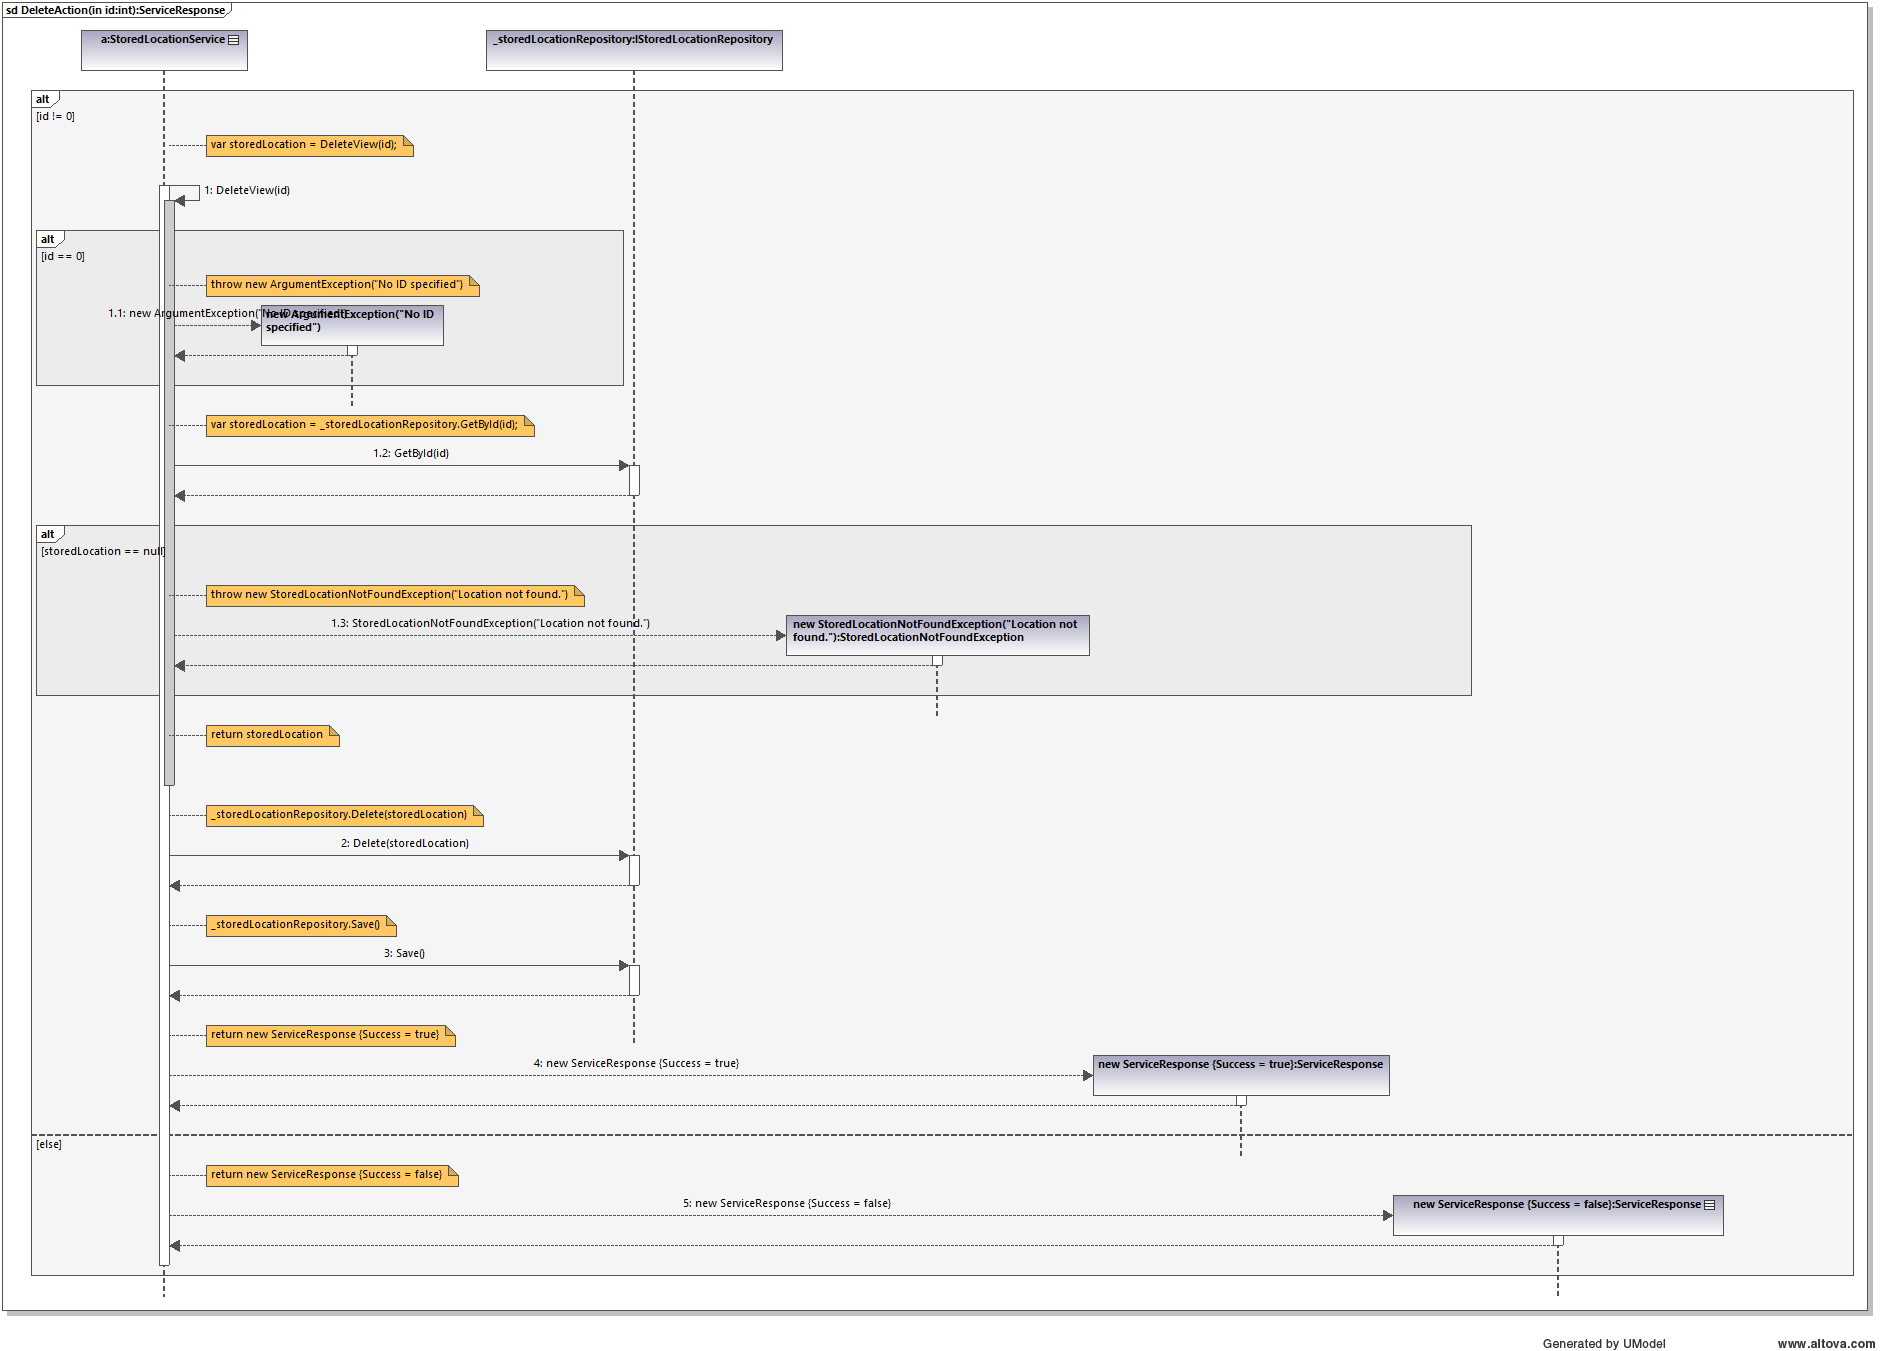 sd DeleteAction(in id:int):ServiceResponse
a:StoredLocationService
_storedLocationRepository:IStoredLocationRepository
alt
[id != 0]
var storedLocation = DeleteView(id);
1: DeleteView(id)
alt
[id == 0]
throw new ArgumentException("No ID specified")
1.1: new ArgumentException("No ID specified")
new ArgumentException("No ID
specified")
var storedLocation = _storedLocationRepository.GetById(id);
1.2: GetById(id)
alt
[storedLocation == null]
throw new StoredLocationNotFoundException("Location not found.")
1.3: StoredLocationNotFoundException("Location not found.")
new StoredLocationNotFoundException("Location not
found."):StoredLocationNotFoundException
return storedLocation
_storedLocationRepository.Delete(storedLocation)
2: Delete(storedLocation)
_storedLocationRepository.Save()
3: Save()
return new ServiceResponse {Success = true}
4: new ServiceResponse {Success = true}
new ServiceResponse {Success = true}:ServiceResponse
[else]
return new ServiceResponse {Success = false}
5: new ServiceResponse {Success = false}
new ServiceResponse {Success = false}:ServiceResponse
Generated by UModel
www.altova.com